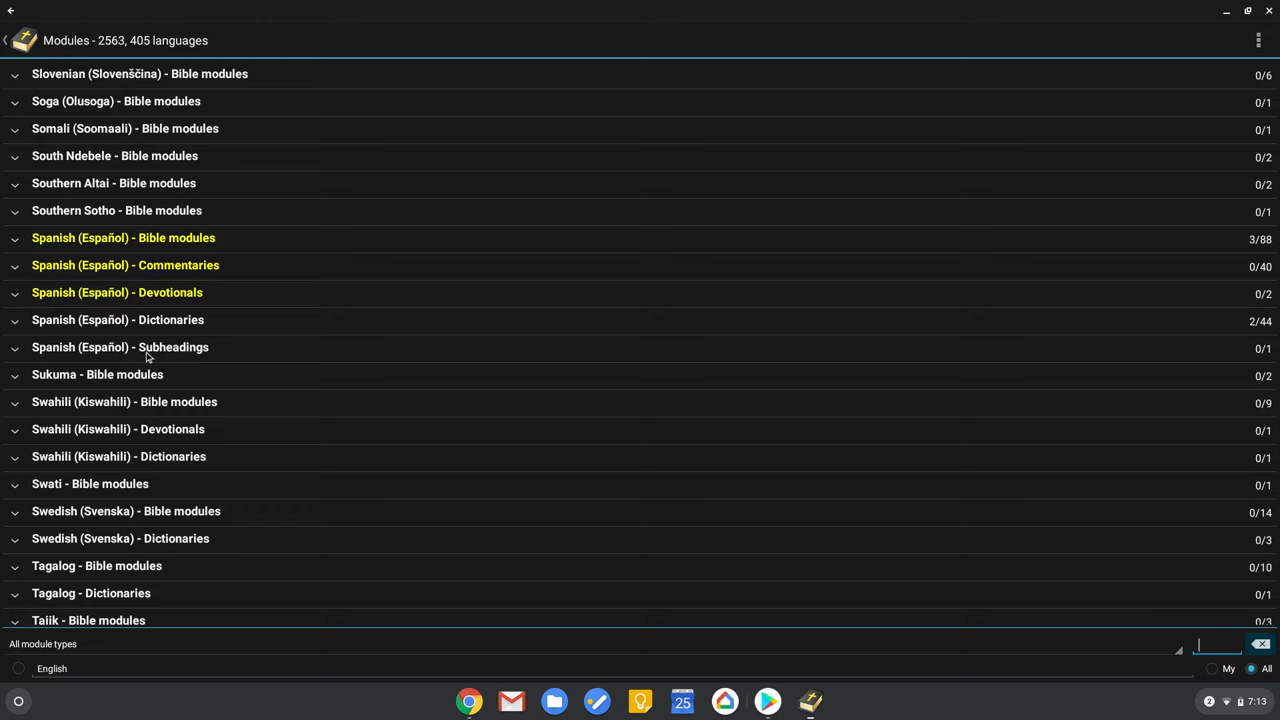 Modules - 2563, 405 languages
Slovenian (Slovenščina) - Bible modules 0/6
Soga (Olusoga) - Bible modules 0/1
Somali (Soomaali) - Bible modules 0/1
South Ndebele - Bible modules 0/2
Southern Altai - Bible modules 0/2
Southern Sotho - Bible modules 0/1
Spanish (Español) - Bible modules 3/88
Spanish (Español) - Commentaries 0/40
Spanish (Español) - Devotionals 0/2
Spanish (Español) - Dictionaries 2/44
Spanish (Español) - Subheadings 0/1
Sukuma - Bible modules 0/2
Swahili (Kiswahili) - Bible modules 0/9
Swahili (Kiswahili) - Devotionals 0/1
Swahili (Kiswahili) - Dictionaries 0/1
Swati - Bible modules 0/1
Swedish (Svenska) - Bible modules 0/14
Swedish (Svenska) - Dictionaries 0/3
Tagalog - Bible modules 0/10
Tagalog - Dictionaries 0/1
Tajik - Bible modules 0/3
All module types
English My All
25 2 7:13